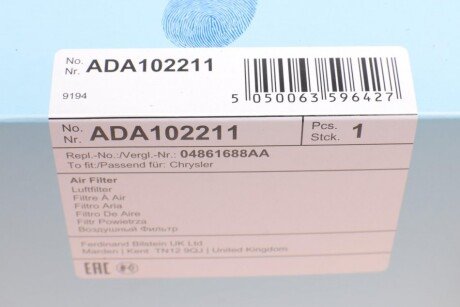 No.
Nr. ADA102211
9194
5 050063 596427
No.
Nr. ADA102211
Pcs.
Stck. 1
Repl.-No./Vergl.-Nr.: 04861688AA
To fit:/Passend für: Chrysler
Air Filter
Luftfilter
Filtre À Air
Filtro Aria
Filtro De Aire
Filtr Powietrza
Воздушный Фильтр
Ferdinand Bilstein UK Ltd
Marden | Kent TN12 9QJ | United Kingdom
EAC